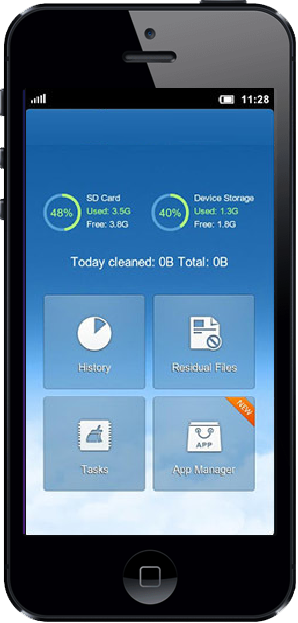 11:28
SD Card
48%
Used: 3.5G
Free: 3.8G
Device Storage
40%
Used: 1.3G
Free: 1.8G
Today cleaned: 0B Total: 0B
History
Residual Files
NEW
Tasks
APP
App Manager